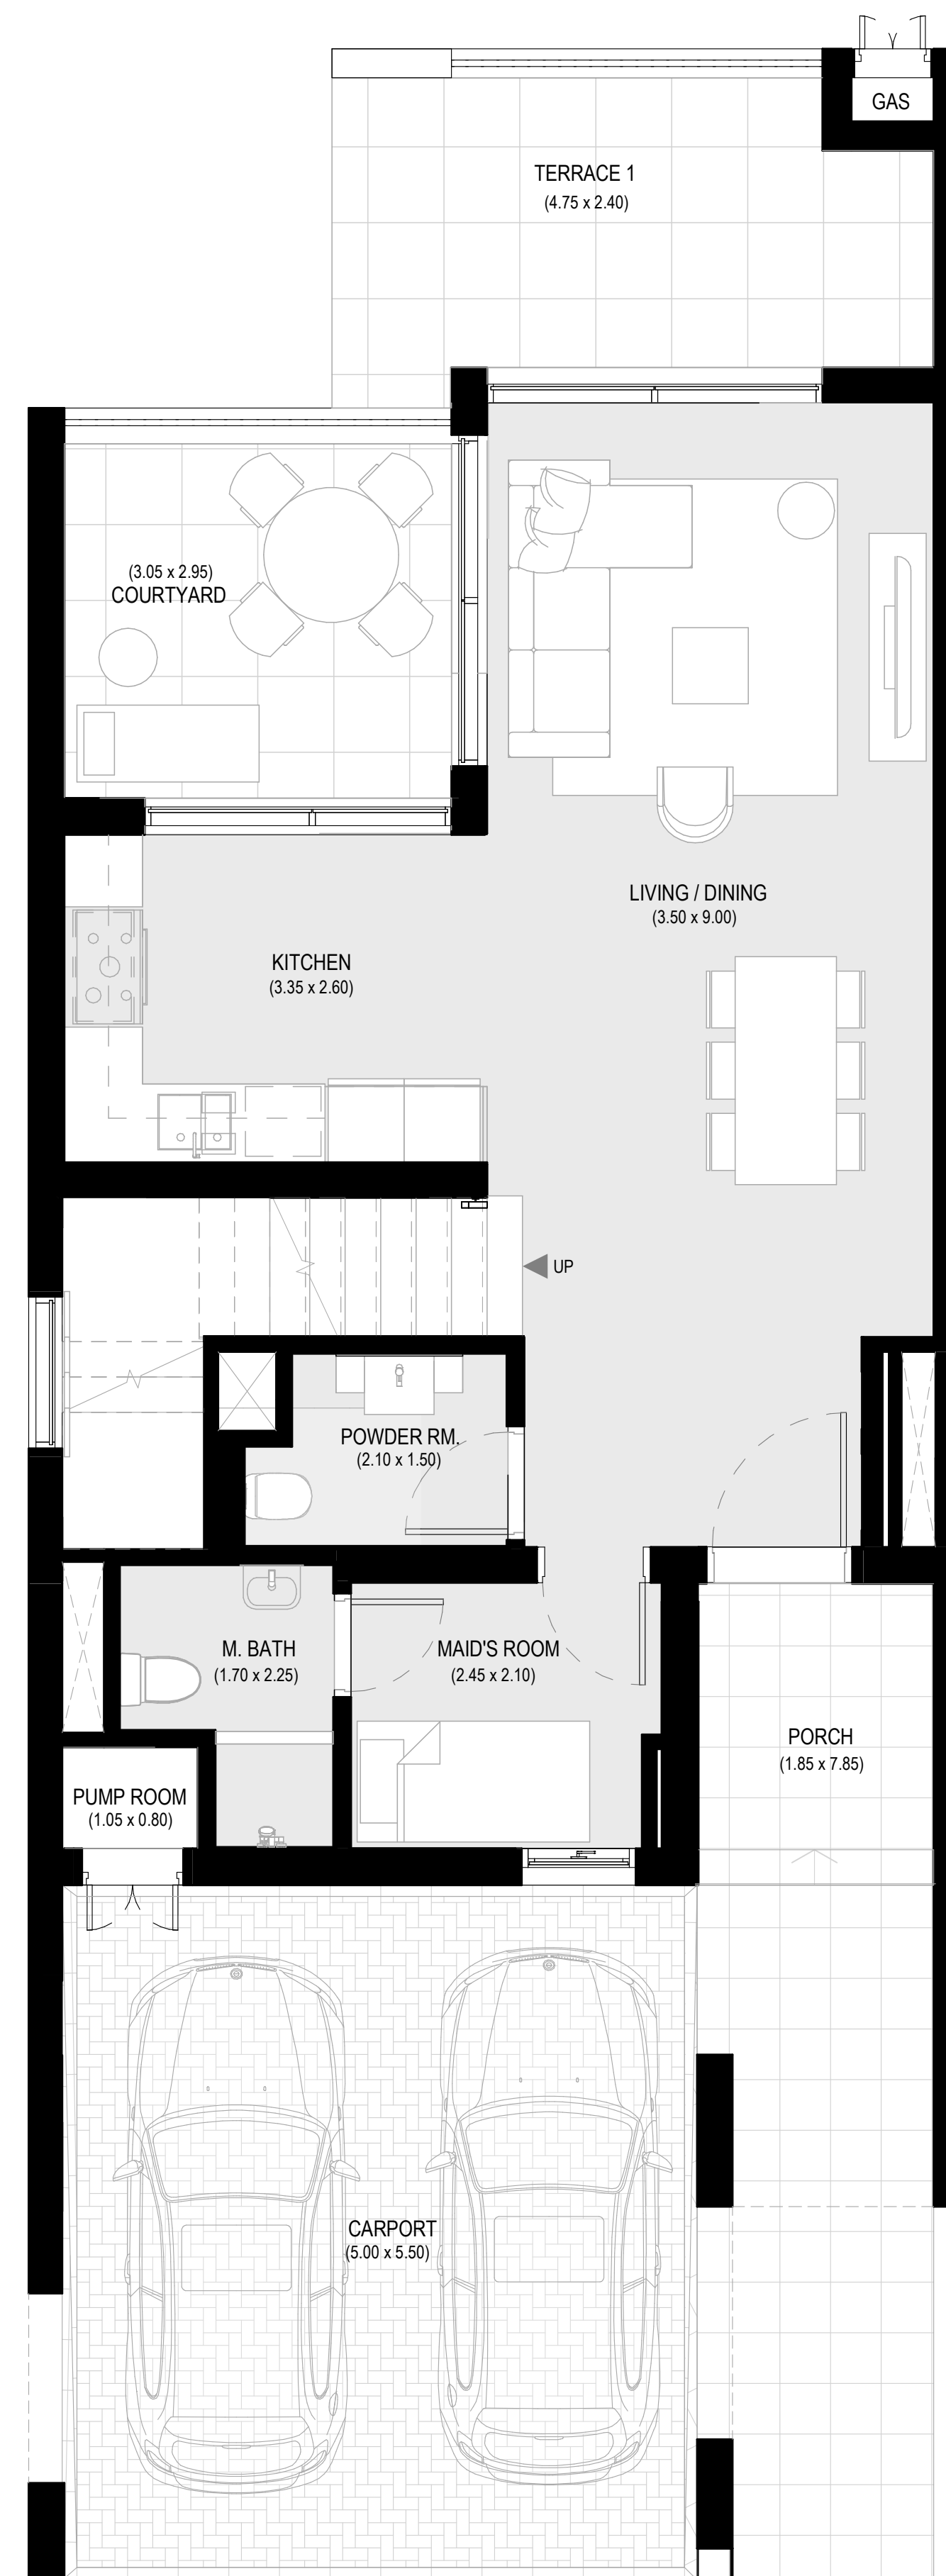 GAS
TERRACE 1
(4.75 x 2.40)
(3.05 x 2.95)
COURTYARD
LIVING / DINING
(3.50 x 9.00)
KITCHEN
(3.35 x 2.60)
UP
POWDER RM.
(2.10 x 1.50)
M. BATH
(1.70 x 2.25)
MAID'S ROOM
(2.45 x 2.10)
PORCH
(1.85 x 7.85)
PUMP ROOM
(1.05 x 0.80)
CARPORT
(5.00 x 5.50)